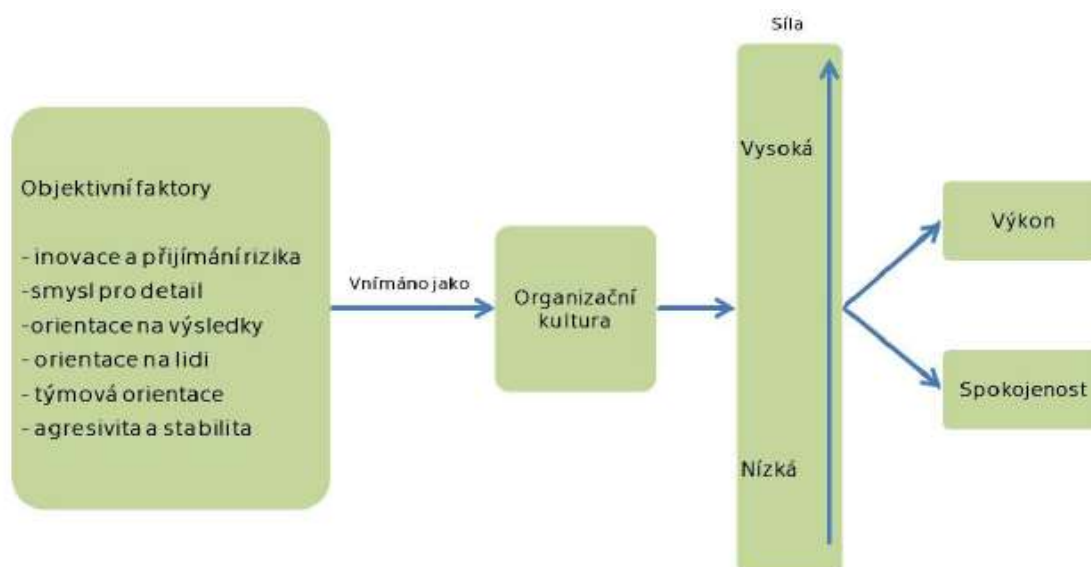 Objektivní faktory
- inovace a přijímání rizika
-smysl pro detail
-orientace na výsledky
- orientace na lidi
- týmová orientace
- agresivita a stabilita
Vnímáno jako
Organizační
kultura
Síla
Vysoká
Nízká
Výkon
Spokojenost